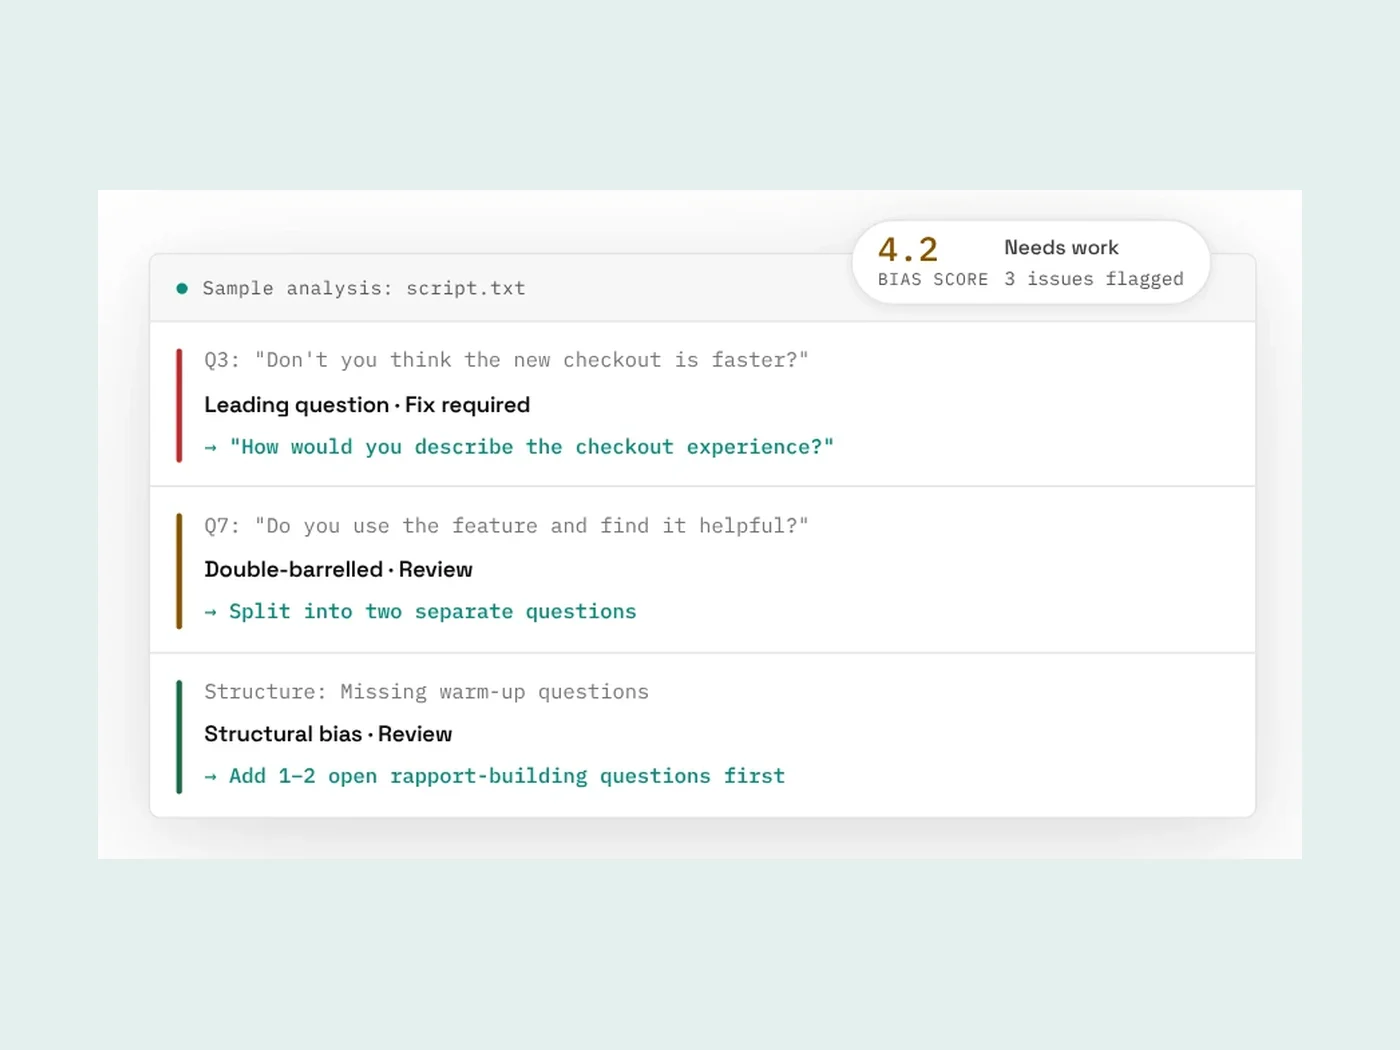 4.2
Needs work
BIAS SCORE
3 issues flagged
Sample analysis: script.txt
Q3: "Don't you think the new checkout is faster?"
Leading question · Fix required
→ "How would you describe the checkout experience?"
Q7: "Do you use the feature and find it helpful?"
Double-barrelled · Review
→ Split into two separate questions
Structure: Missing warm-up questions
Structural bias · Review
→ Add 1–2 open rapport-building questions first